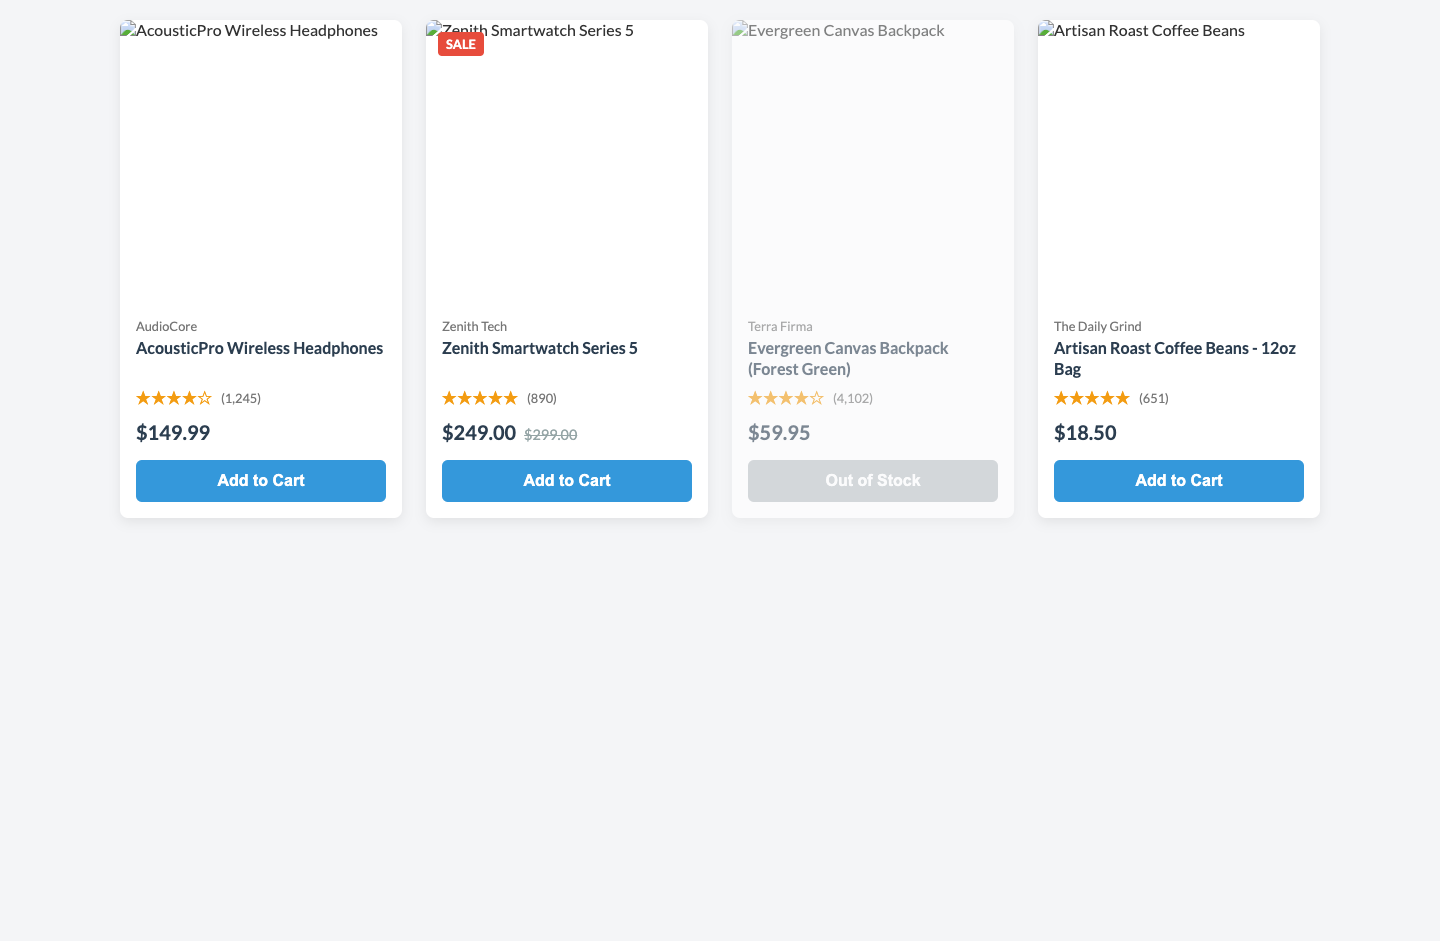 AcousticPro Wireless Headphones
AudioCore
AcousticPro Wireless Headphones
★★★★☆ (1,245)
$149.99
Add to Cart
Zenith Smartwatch Series 5
SALE
Zenith Tech
Zenith Smartwatch Series 5
★★★★★ (890)
$249.00 $299.00
Add to Cart
Evergreen Canvas Backpack
Terra Firma
Evergreen Canvas Backpack
(Forest Green)
★★★★☆ (4,102)
$59.95
Out of Stock
Artisan Roast Coffee Beans
The Daily Grind
Artisan Roast Coffee Beans - 12oz
Bag
★★★★★ (651)
$18.50
Add to Cart